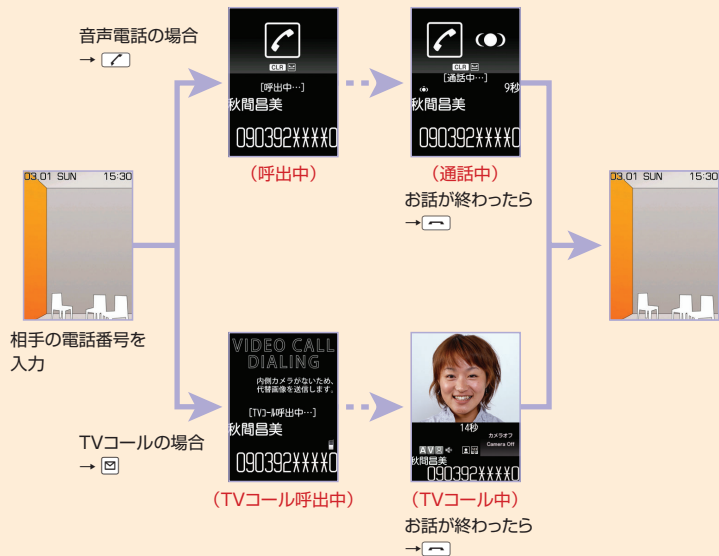 音声電話の場合
→
CLR
[呼出中…]
秋間昌美
090392XXXX0
(呼出中)
CLR
[通話中…]
9秒
秋間昌美
090392XXXX0
(通話中)
お話が終わったら
→
03.01 SUN 15:30
相手の電話番号を
入力
03.01 SUN 15:30
TVコールの場合
→
VIDEO CALL
DIALING
内側カメラがないため、
代替画像を送信します。
[TVコール呼出中…]
秋間昌美
090392XXXX0
(TVコール呼出中)
14秒
カメラオフ
Camera Off
AV
秋間昌美
090392XXXX0
(TVコール中)
お話が終わったら
→